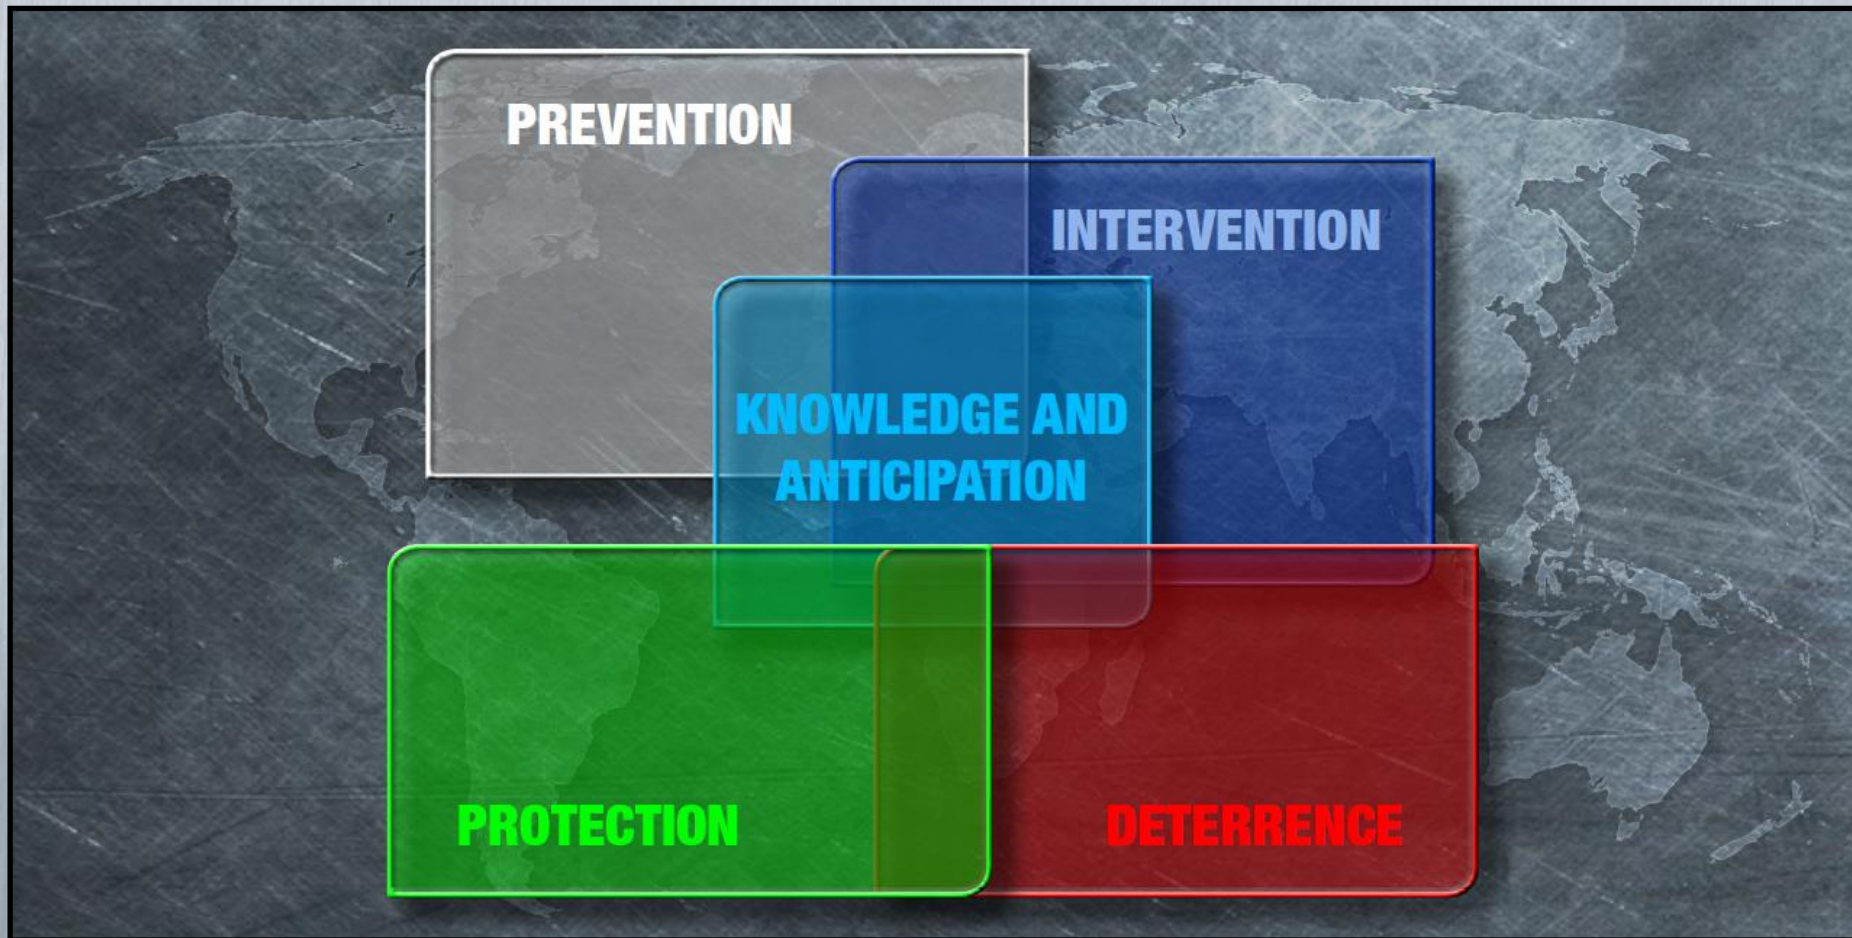 PREVENTION
INTERVENTION
KNOWLEDGE AND
ANTICIPATION
PROTECTION
DETERRENCE